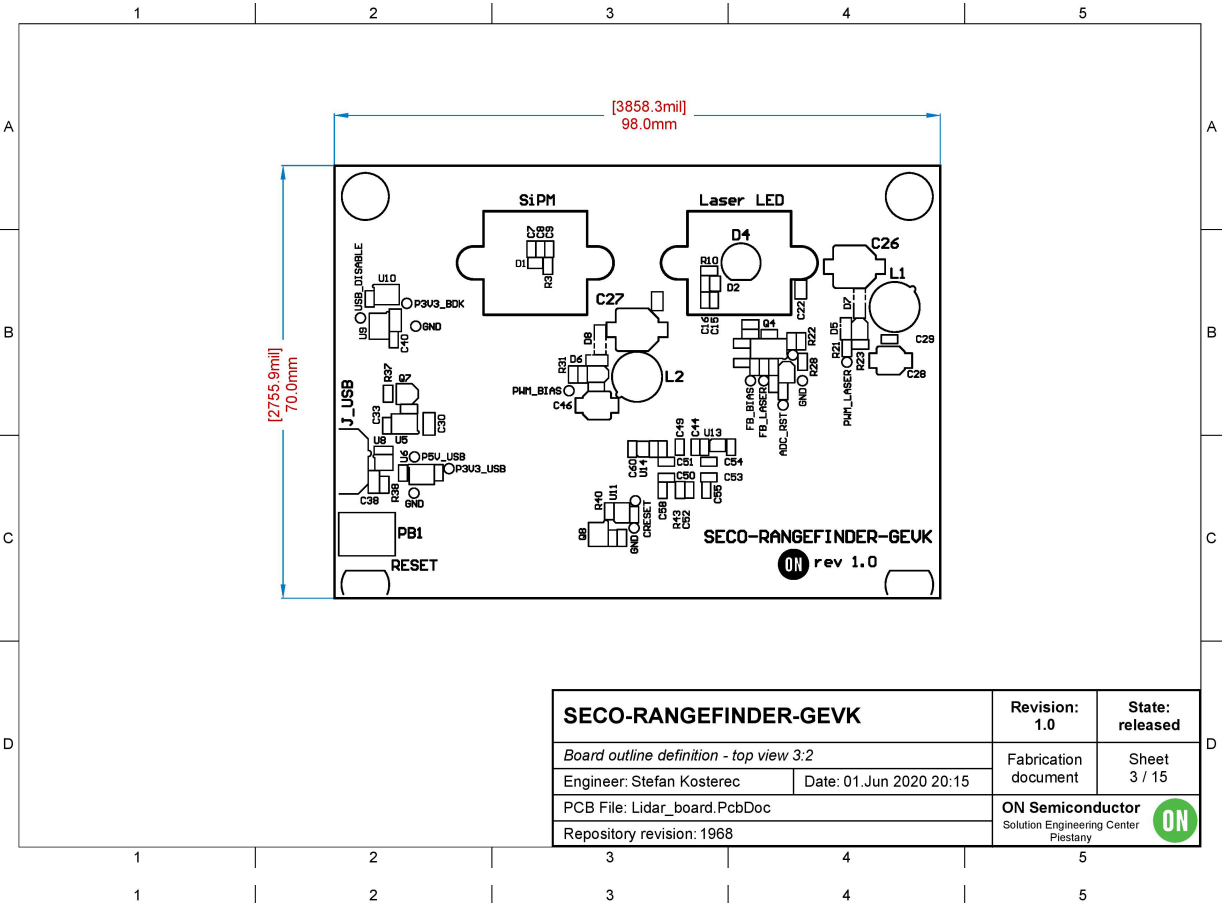 1 2 3 4 5
A A
[3858.3mil]
98.0mm
[2755.9mil]
70.0mm
SiPM Laser LED
C7 C8 C9
D1
R3
D4
R10
D2
C16 C15
C22
C26
L1
D7
D5
R21
R23
C29
C28
PWM_LASER
B B
USB_DISABLE
U10
P3V3_BDK
GND
U9
C40
C27
D8
D6
R31
PWM_BIAS
C46
L2
Q4
R22
R28
GND
FB_BIAS
FB_LASER
ADC_RST
R37
Q7
J_USB
C33
U5
C30
U8
U6
P5V_USB
P3V3_USB
R38
C38
GND
C49 C44 U13
C60 U14 C51 C54
C50 C53
C58 R43 C52 C55
R40 U11
CRESET
Q8
GND
C C
PB1
RESET
SECO-RANGEFINDER-GEVK
ON rev 1.0
D D
SECO-RANGEFINDER-GEVK
Revision:
1.0
State:
released
Board outline definition - top view 3:2
Fabrication
document
Sheet
3 / 15
Engineer: Stefan Kosterec Date: 01.Jun 2020 20:15
PCB File: Lidar_board.PcbDoc
Repository revision: 1968
ON Semiconductor
Solution Engineering Center
Piestany
ON
1 2 3 4 5
1 2 3 4 5